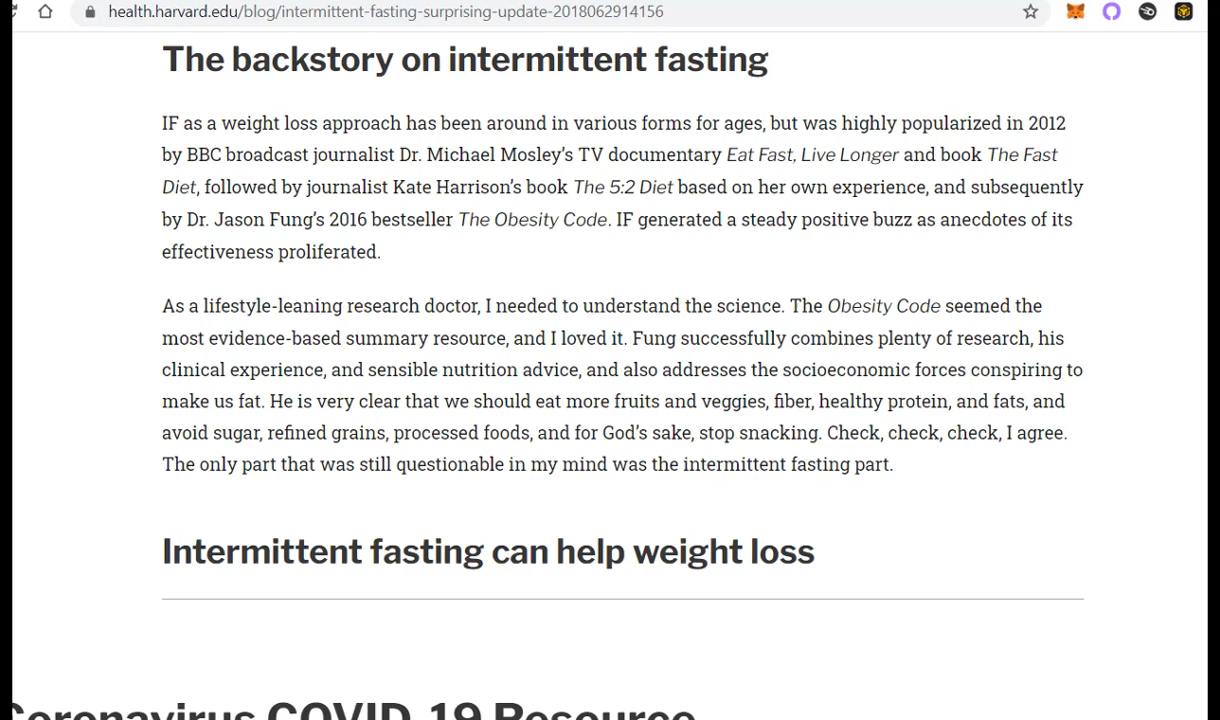 health.harvard.edu/blog/intermittent-fasting-surprising-update-2018062914156
The backstory on intermittent fasting
IF as a weight loss approach has been around in various forms for ages, but was highly popularized in 2012
by BBC broadcast journalist Dr. Michael Mosley’s TV documentary Eat Fast, Live Longer and book The Fast
Diet, followed by journalist Kate Harrison’s book The 5:2 Diet based on her own experience, and subsequently
by Dr. Jason Fung’s 2016 bestseller The Obesity Code. IF generated a steady positive buzz as anecdotes of its
effectiveness proliferated.
As a lifestyle-leaning research doctor, I needed to understand the science. The Obesity Code seemed the
most evidence-based summary resource, and I loved it. Fung successfully combines plenty of research, his
clinical experience, and sensible nutrition advice, and also addresses the socioeconomic forces conspiring to
make us fat. He is very clear that we should eat more fruits and veggies, fiber, healthy protein, and fats, and
avoid sugar, refined grains, processed foods, and for God’s sake, stop snacking. Check, check, check, I agree.
The only part that was still questionable in my mind was the intermittent fasting part.
Intermittent fasting can help weight loss
Coronavirus COVID-19 Resource